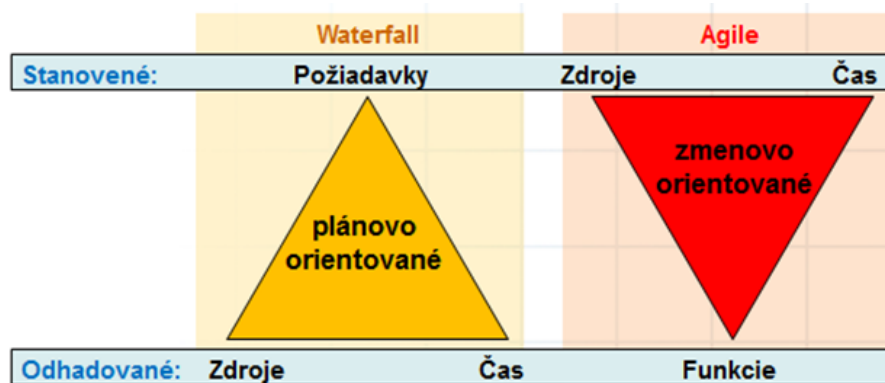 Waterfall Agile
Stanovené: Požiadavky Zdroje Čas
zmenovo
orientované
plánovo
orientované
Odhadované: Zdroje Čas Funkcie